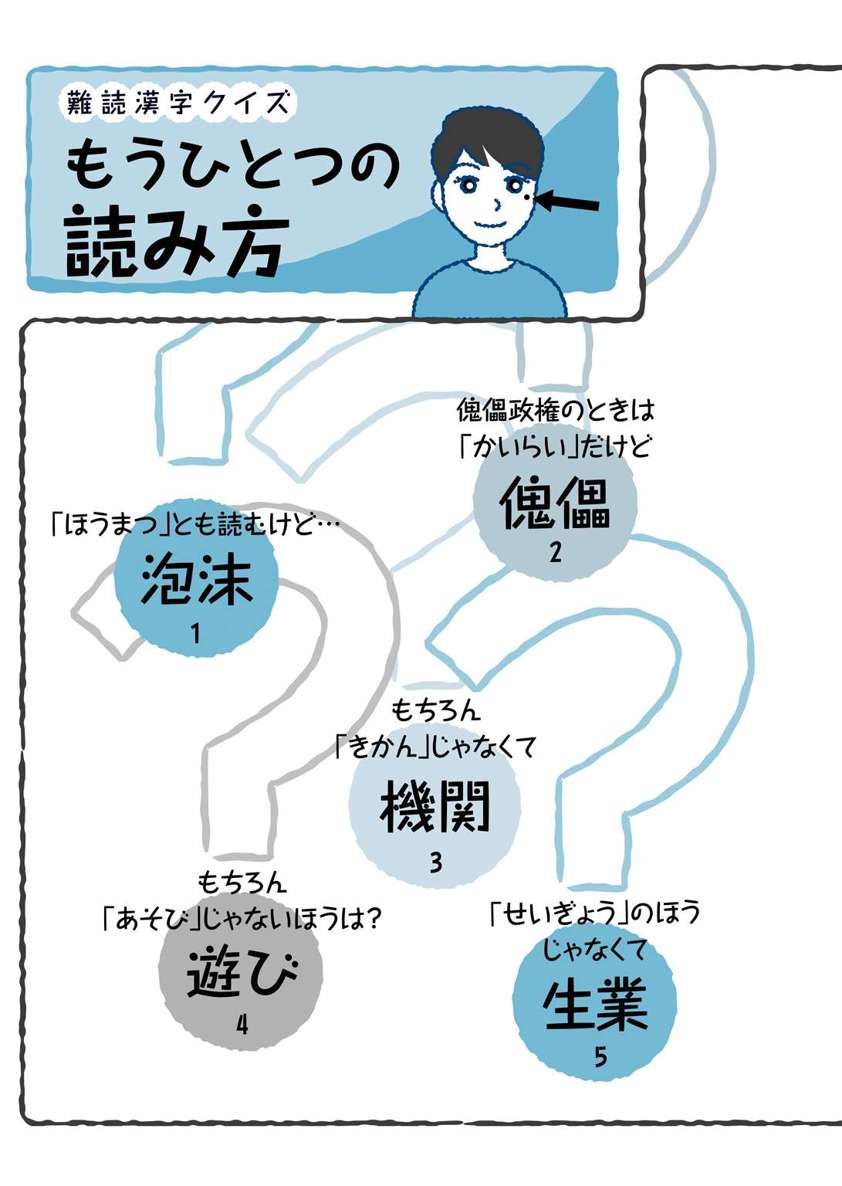 難読漢字クイズ
もうひとつの
読み方
傀儡政権のときは
「かいらい」だけど
傀儡
2
「ほうまつ」とも読むけど…
泡沫
1
もちろん
「きかん」じゃなくて
機関
3
もちろん
「あそび」じゃないほうは?
遊び
4
「せいぎょう」のほう
じゃなくて
生業
5